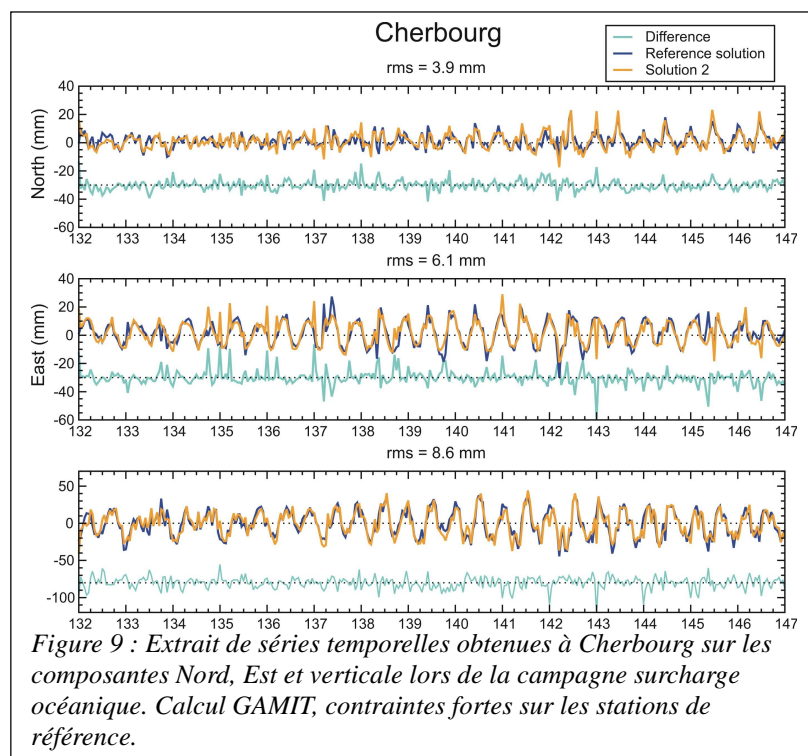 Cherbourg
Difference
Reference solution
Solution 2
rms = 3.9 mm
North (mm)
40
20
0
-20
-40
-60
132 133 134 135 136 137 138 139 140 141 142 143 144 145 146 147
rms = 6.1 mm
East (mm)
40
20
0
-20
-40
-60
132 133 134 135 136 137 138 139 140 141 142 143 144 145 146 147
rms = 8.6 mm
50
0
-50
-100
132 133 134 135 136 137 138 139 140 141 142 143 144 145 146 147
Figure 9 : Extrait de séries temporelles obtenues à Cherbourg sur les
composantes Nord, Est et verticale lors de la campagne surcharge
océanique. Calcul GAMIT, contraintes fortes sur les stations de
référence.